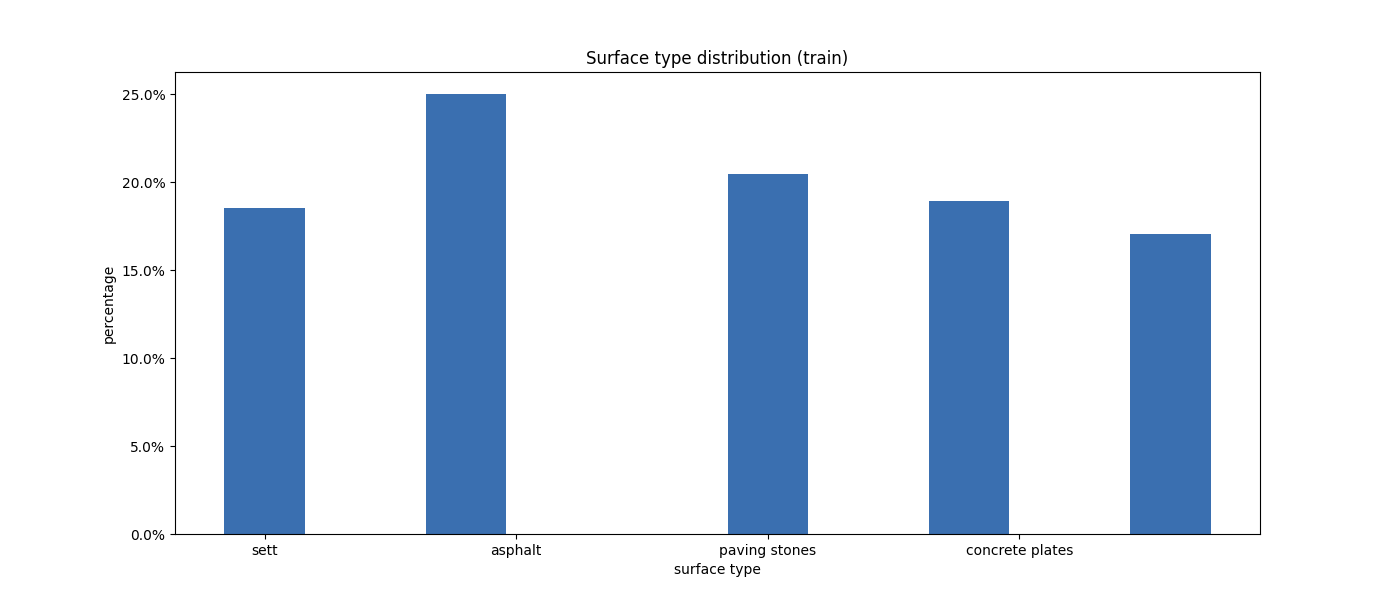 Surface type distribution (train)
25.0%
20.0%
15.0%
10.0%
5.0%
0.0%
percentage
sett asphalt paving stones concrete plates
surface type